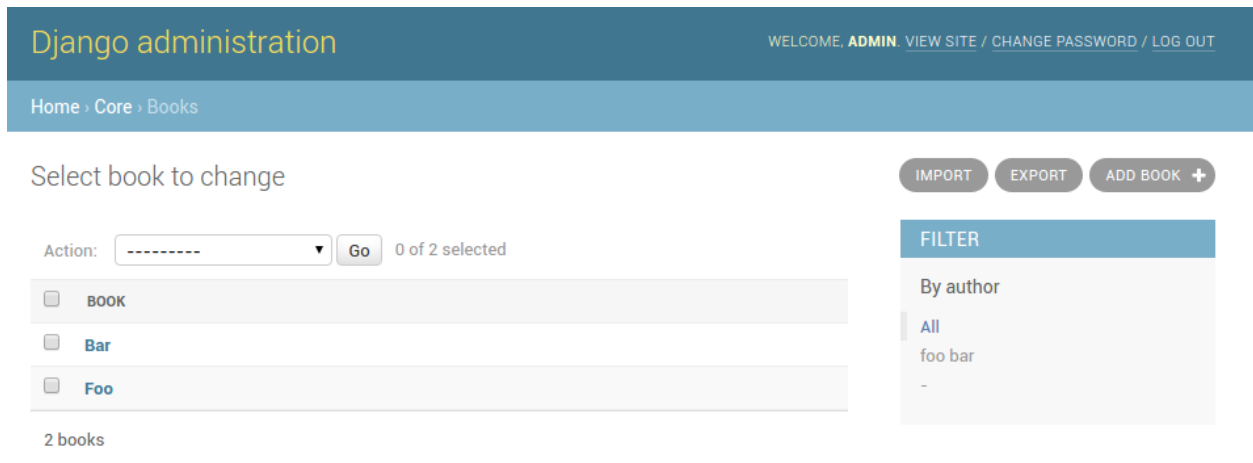 Django administration
WELCOME, ADMIN. VIEW SITE / CHANGE PASSWORD / LOG OUT
Home › Core › Books
Select book to change
IMPORT
EXPORT
ADD BOOK +
Action: --------- Go 0 of 2 selected
BOOK
Bar
Foo
2 books
FILTER
By author
All
foo bar
-